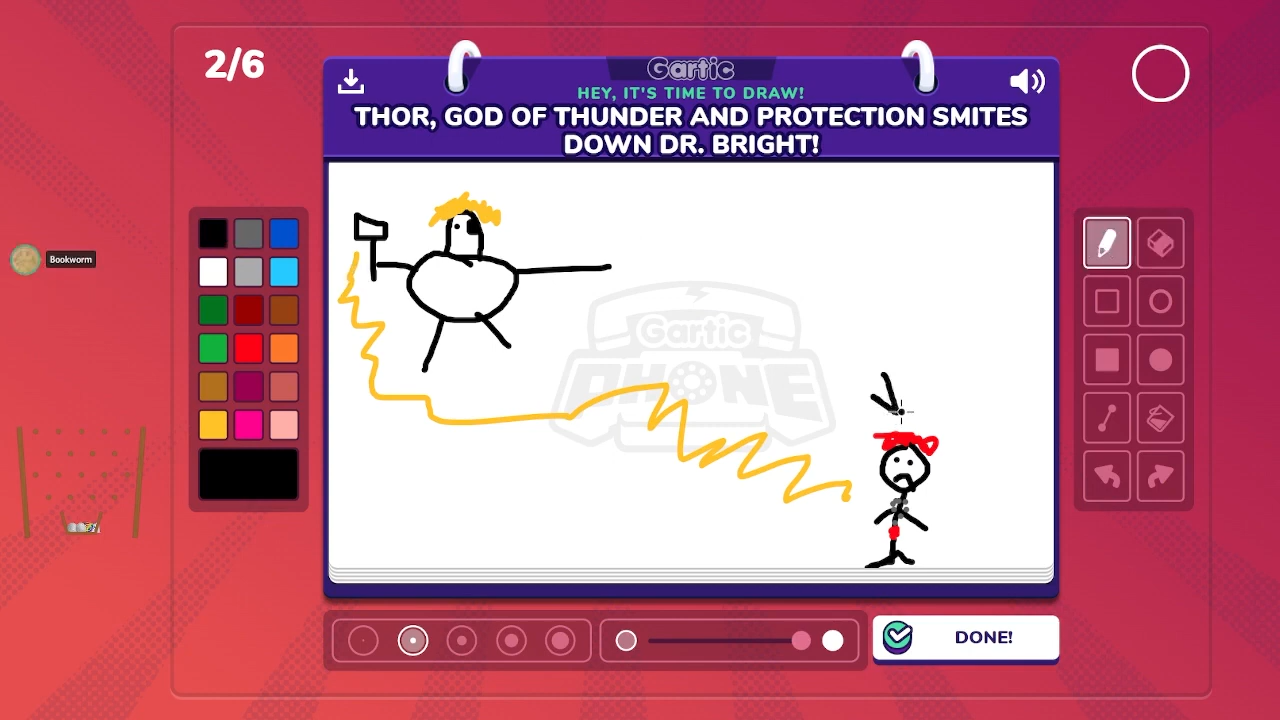 2/6
Gartic
HEY, IT'S TIME TO DRAW!
THOR, GOD OF THUNDER AND PROTECTION SMITES
DOWN DR. BRIGHT!
Bookworm
Gartic
PHONE
DONE!